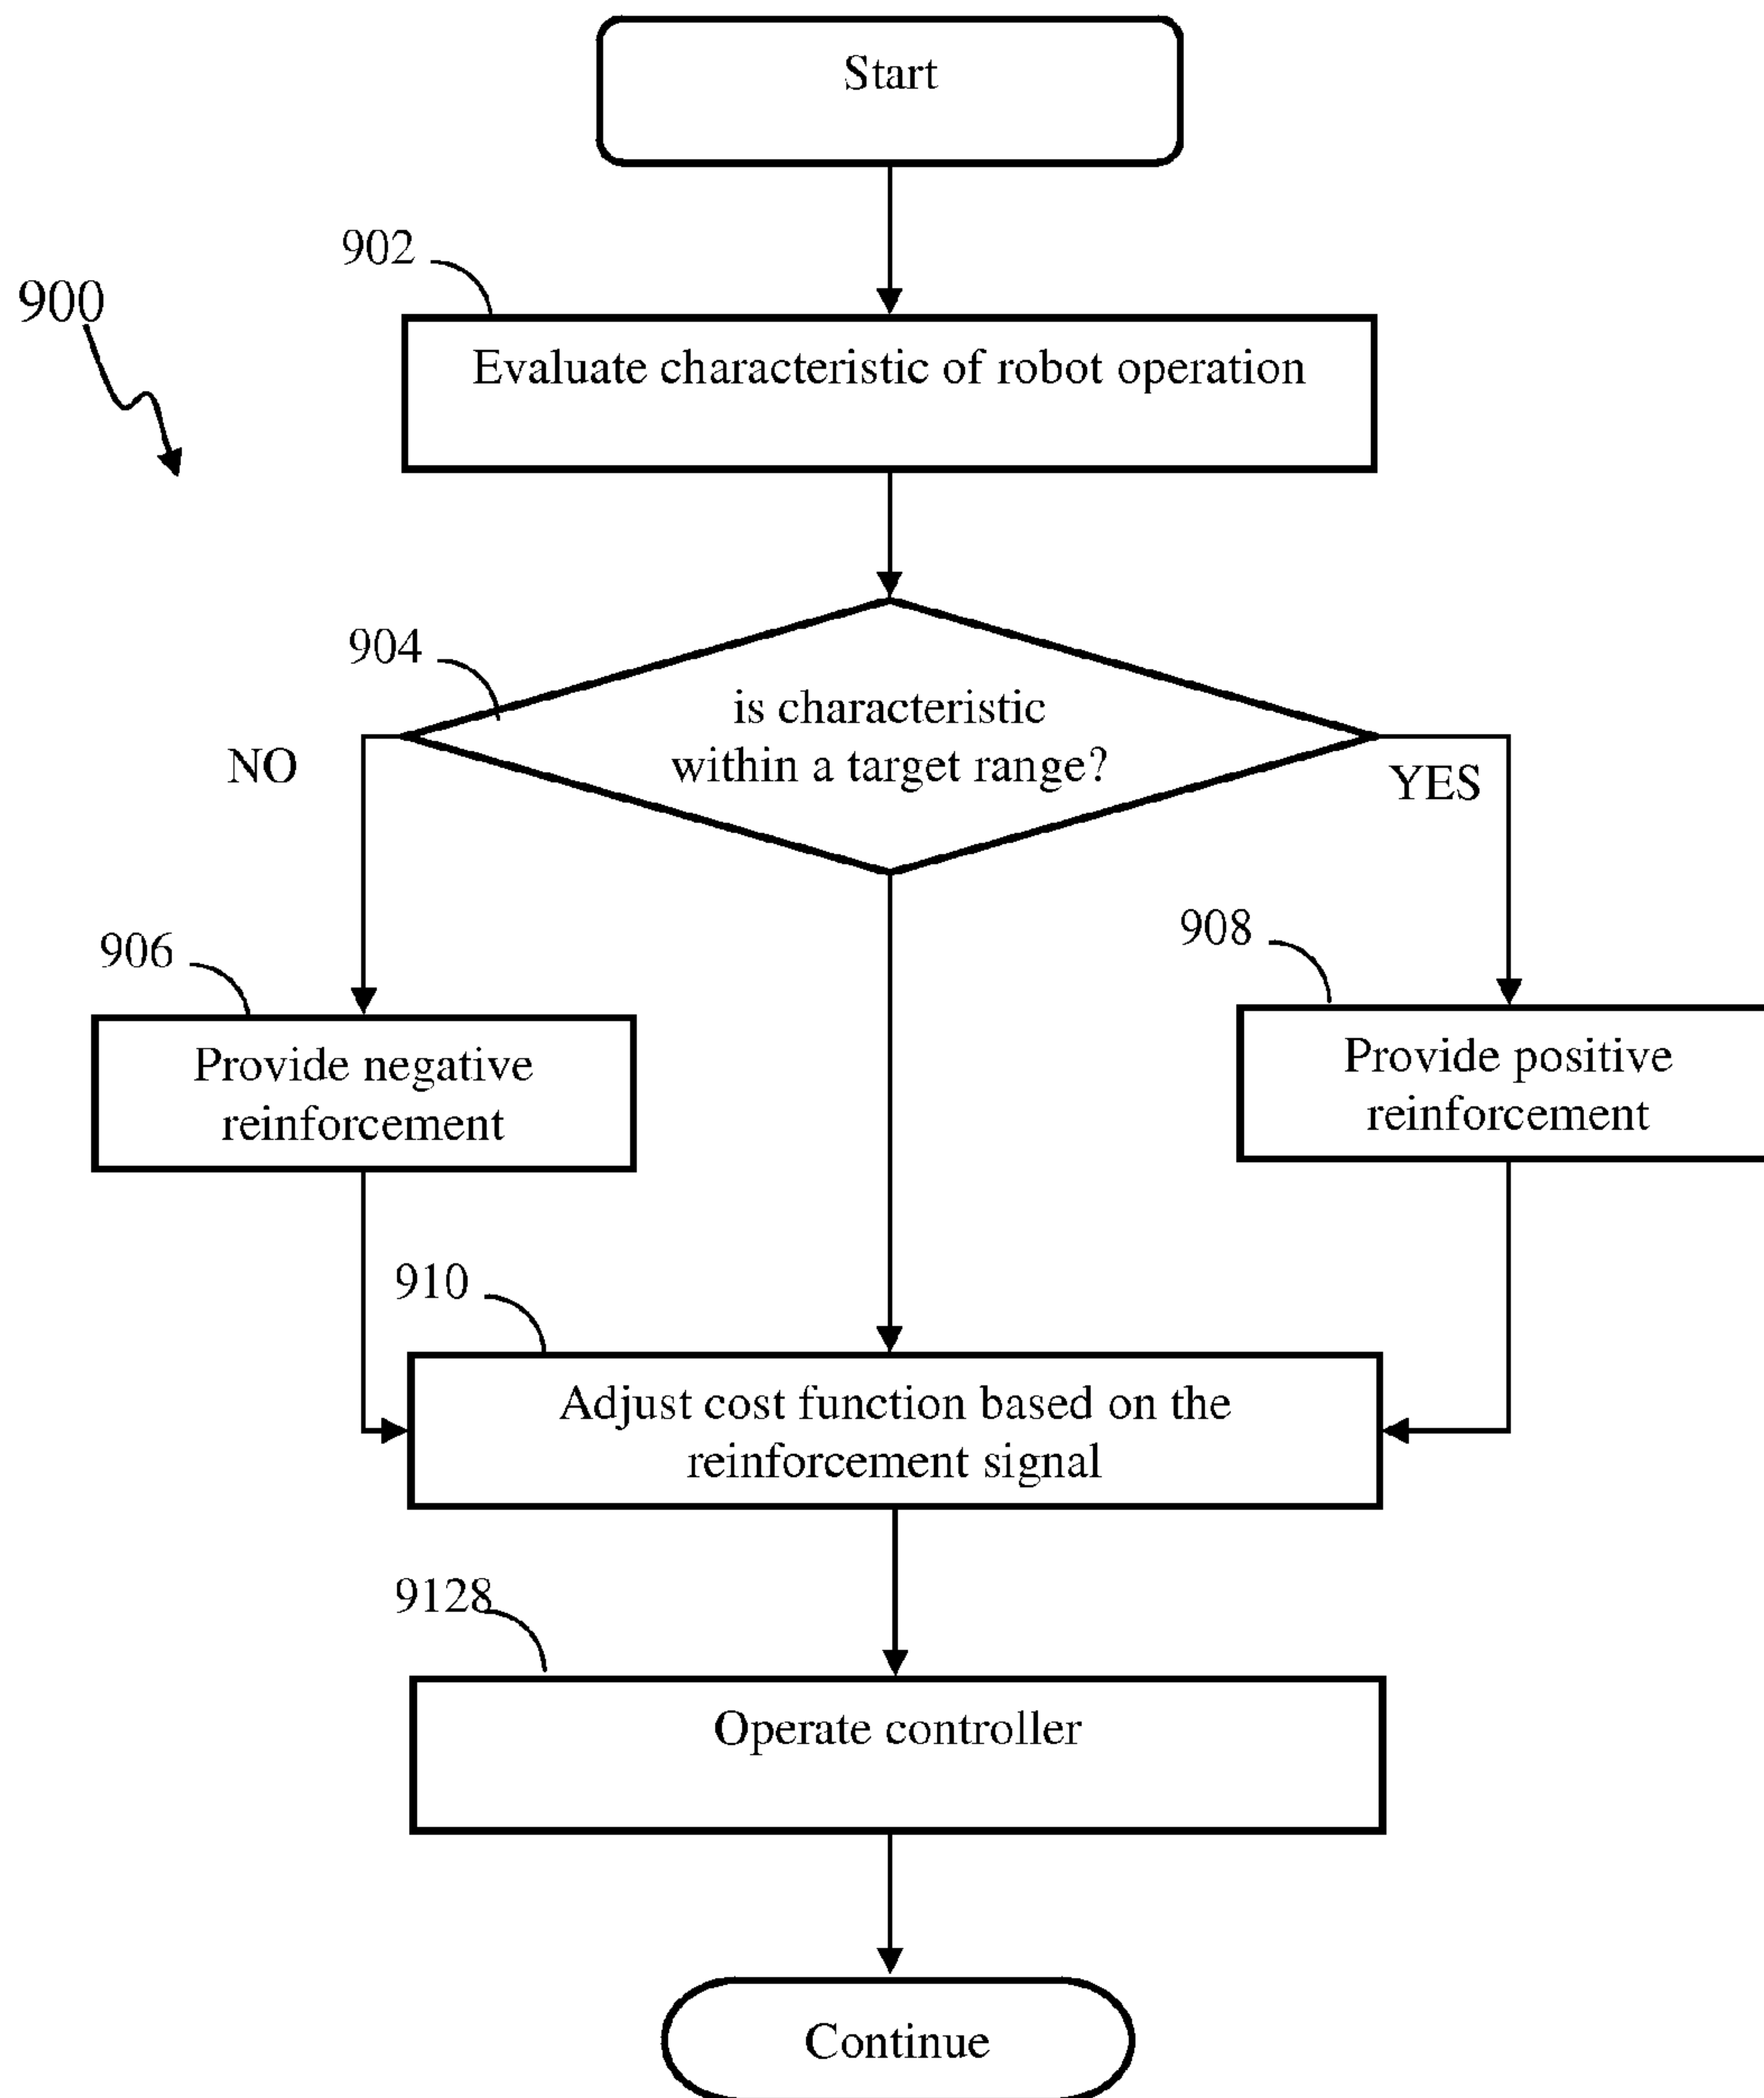 Start
902
900
Evaluate characteristic of robot operation
904
is characteristic
within a target range?
NO
YES
906
908
Provide negative
reinforcement
Provide positive
reinforcement
910
Adjust cost function based on the
reinforcement signal
9128
Operate controller
Continue